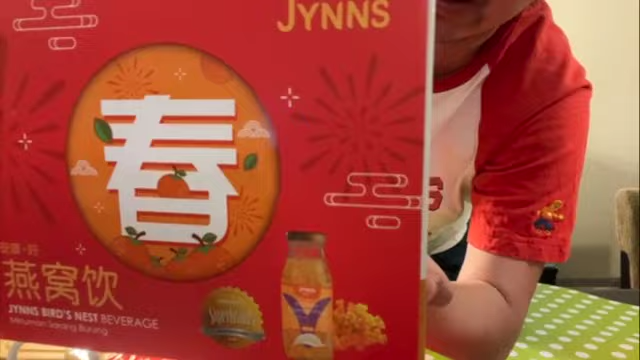 JYNNS
春
燕窝饮
JYNNS BIRD'S NEST BEVERAGE
Minuman Sarang Burung